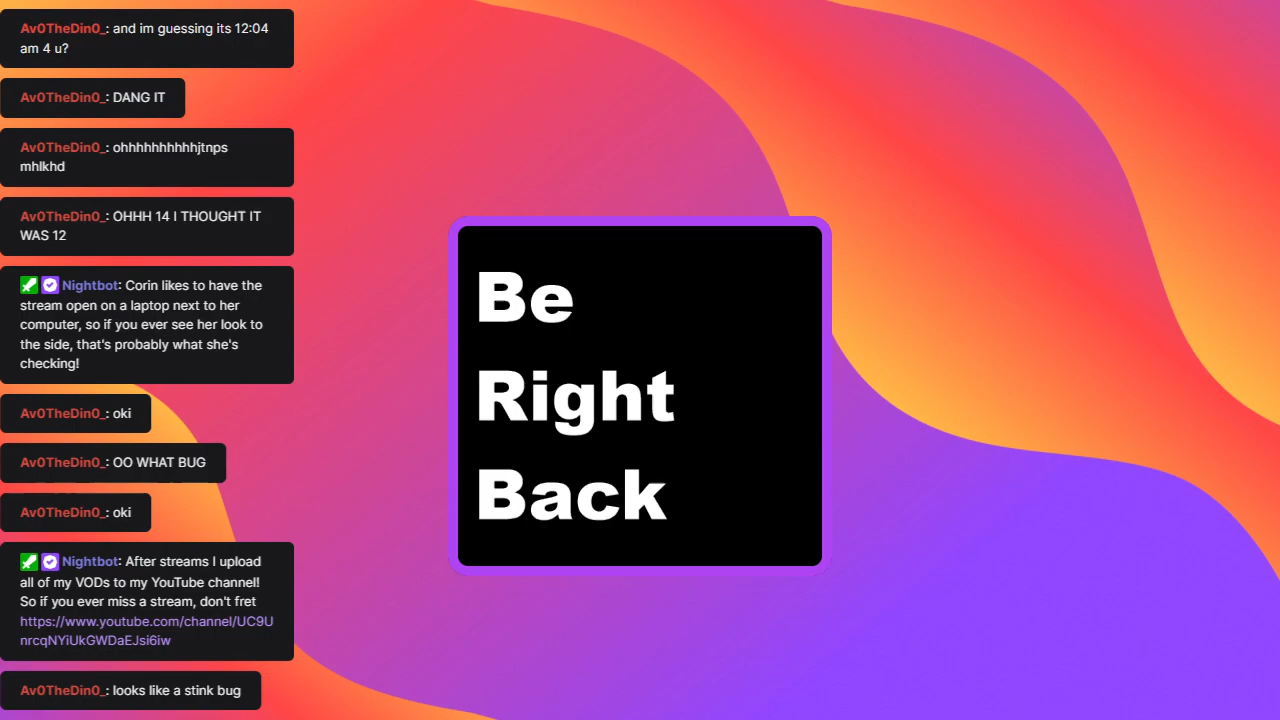 Av0TheDin0_: and im guessing its 12:04
am 4 u?
Av0TheDin0_: DANG IT
Av0TheDin0_: ohhhhhhhhhhjtnps
mhlkhd
Av0TheDin0_: OHHH 14 I THOUGHT IT
WAS 12
Nightbot: Corin likes to have the
stream open on a laptop next to her
computer, so if you ever see her look to
the side, that's probably what she's
checking!
Av0TheDin0_: oki
Av0TheDin0_: OO WHAT BUG
Av0TheDin0_: oki
Nightbot: After streams I upload
all of my VODs to my YouTube channel!
So if you ever miss a stream, don't fret
https://www.youtube.com/channel/UC9U
nrcqNYiUkGWDaEJsi6iw
Av0TheDin0_: looks like a stink bug
Be
Right
Back